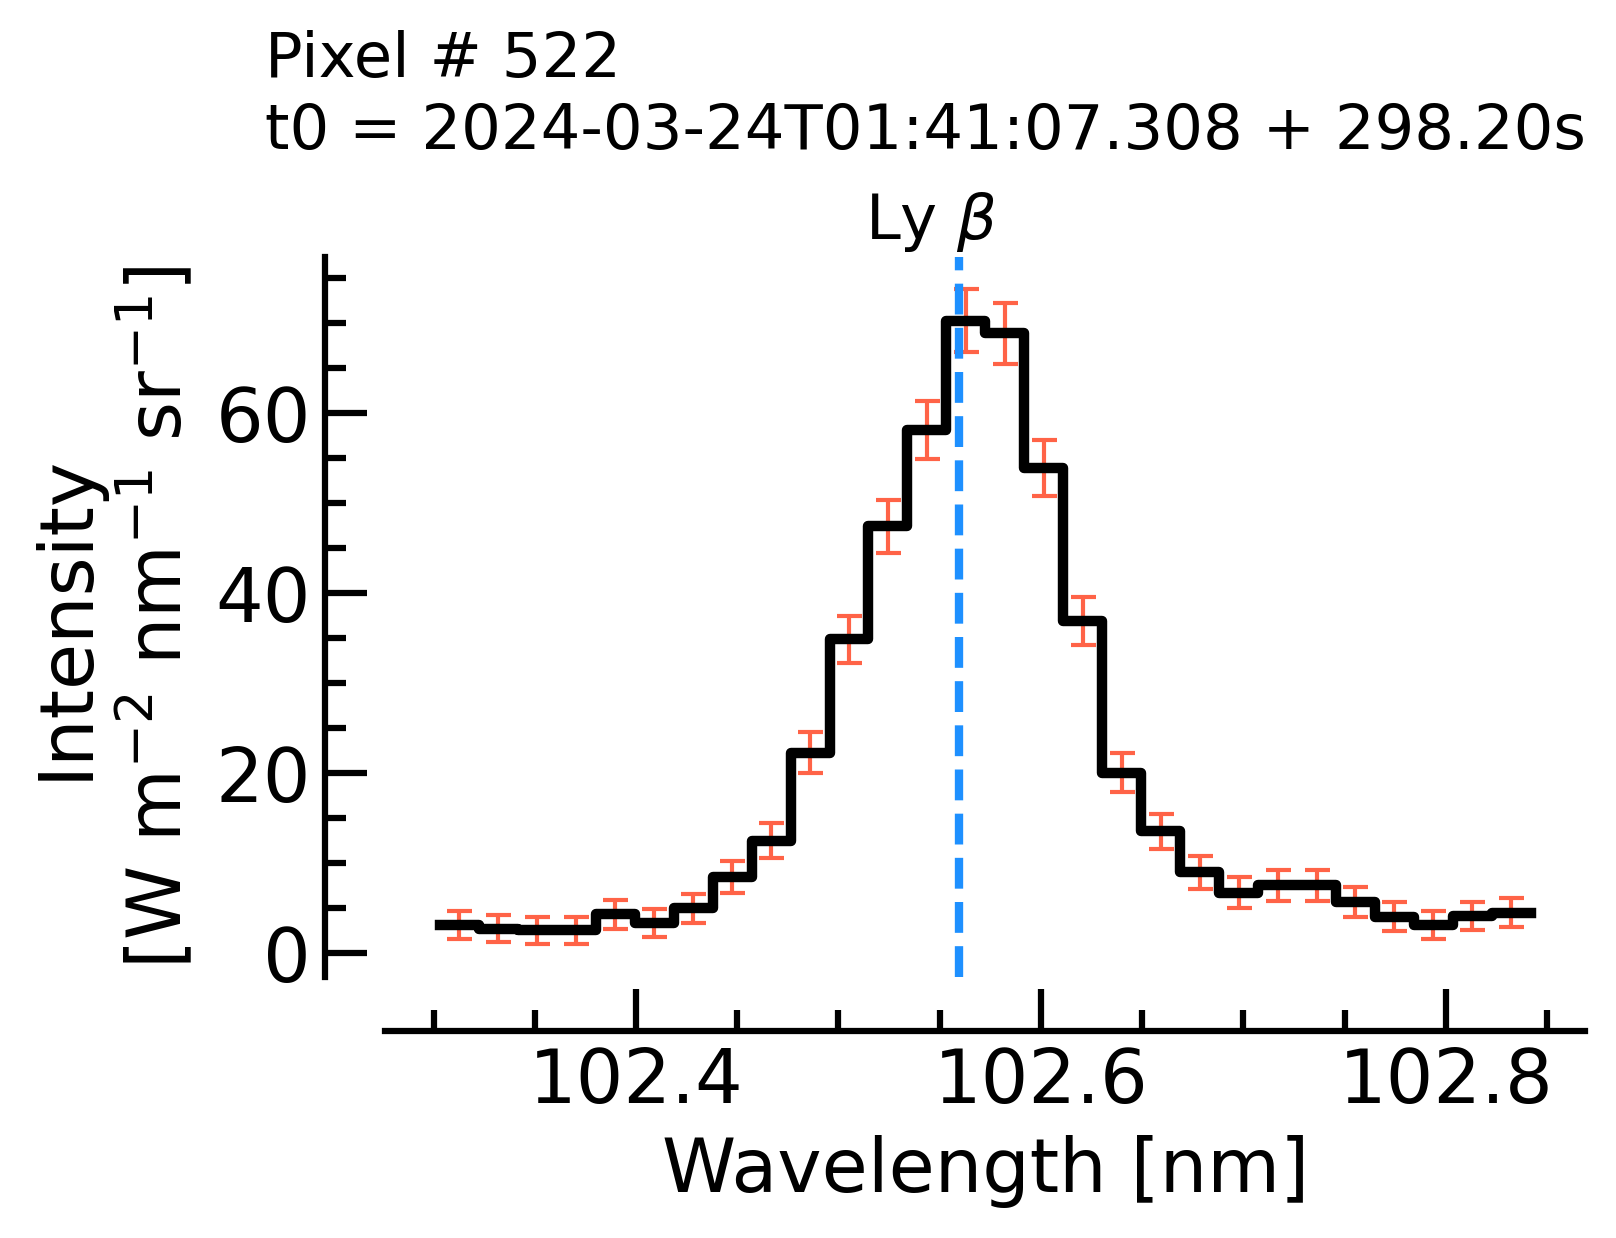 Pixel # 522
t0 = 2024-03-24T01:41:07.308 + 298.20s
Ly β
Intensity
[W m⁻² nm⁻¹ sr⁻¹]
60
40
20
0
102.4 102.6 102.8
Wavelength [nm]